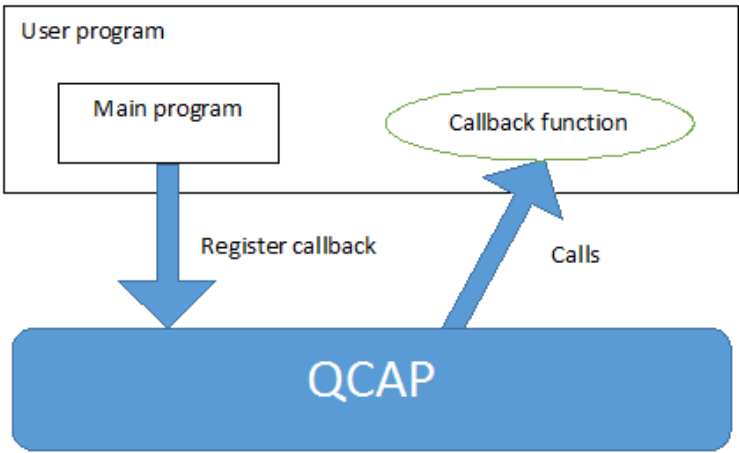 User program
Main program
Callback function
Register callback
Calls
QCAP